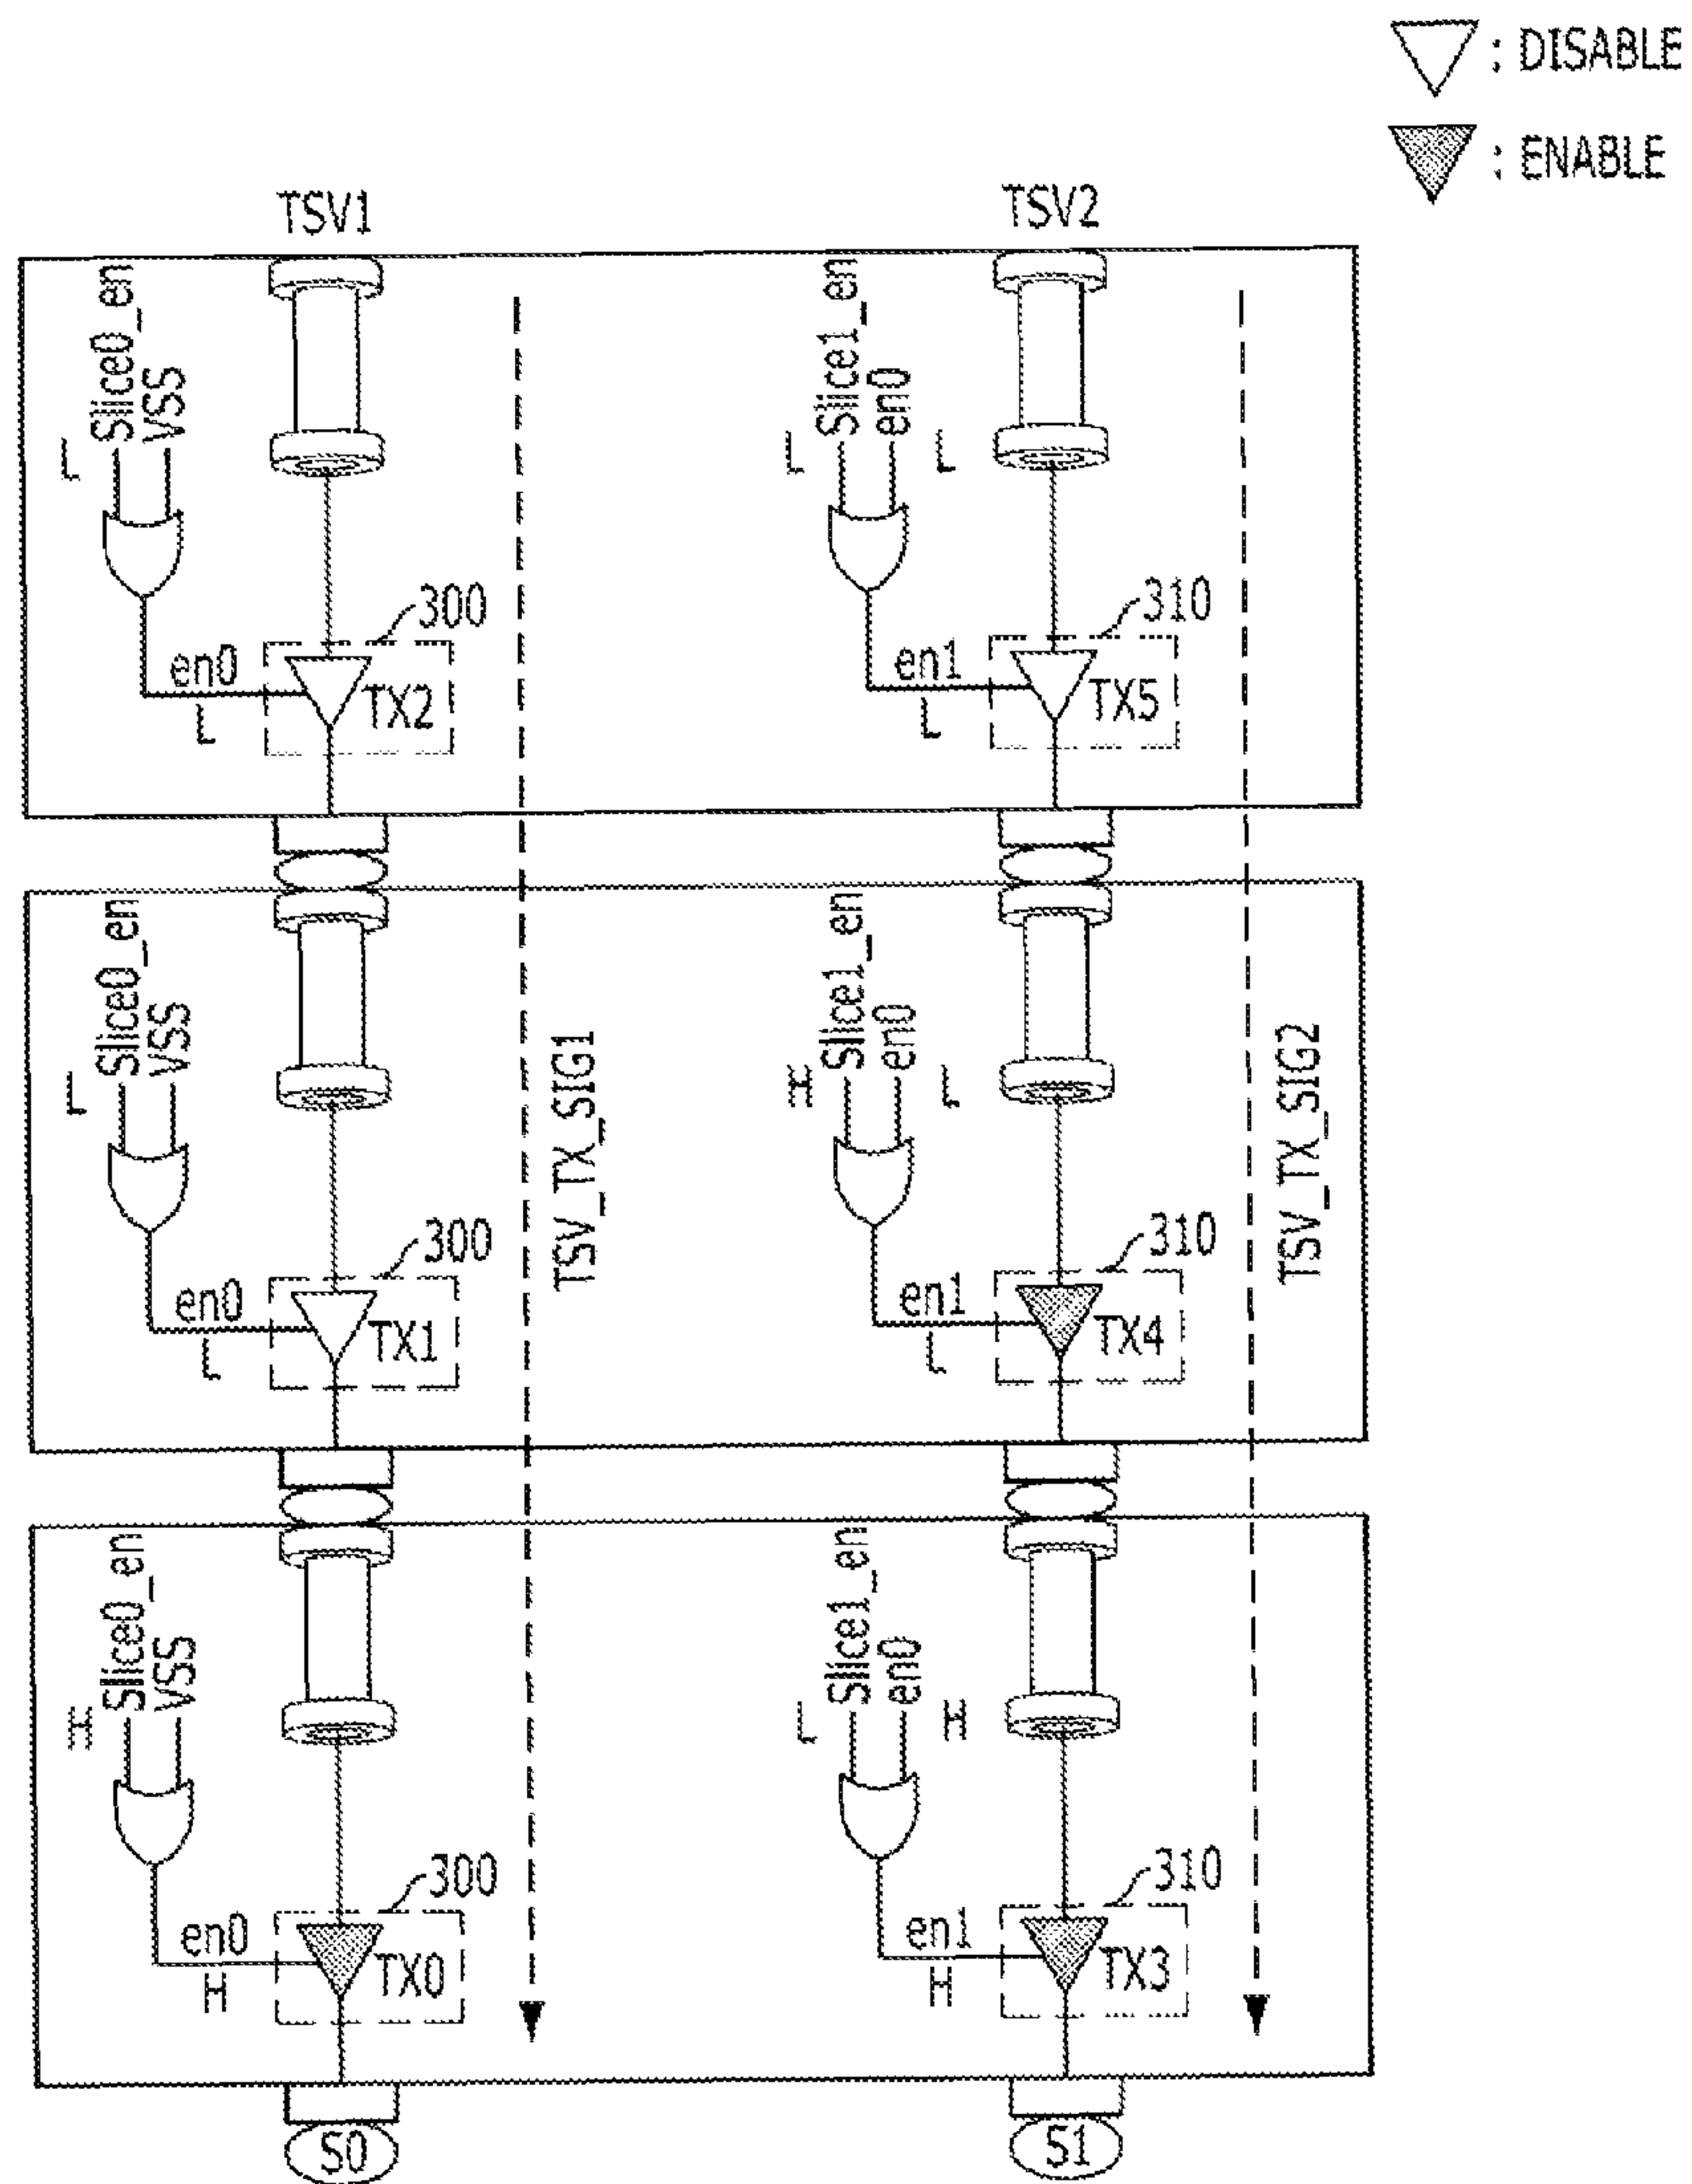 : DISABLE
: ENABLE
TSV1
TSV2
Slice0_en
VSS
L
Slice1_en
en0
L
L
300
en0
L
TX2
310
en1
L
TX5
Slice0_en
VSS
L
Slice1_en
en0
H
L
TSV_TX_SIG1
TSV_TX_SIG2
300
en0
L
TX1
310
en1
L
TX4
Slice0_en
VSS
H
Slice1_en
en0
L
H
300
en0
H
TX0
310
en1
H
TX3
S0
S1